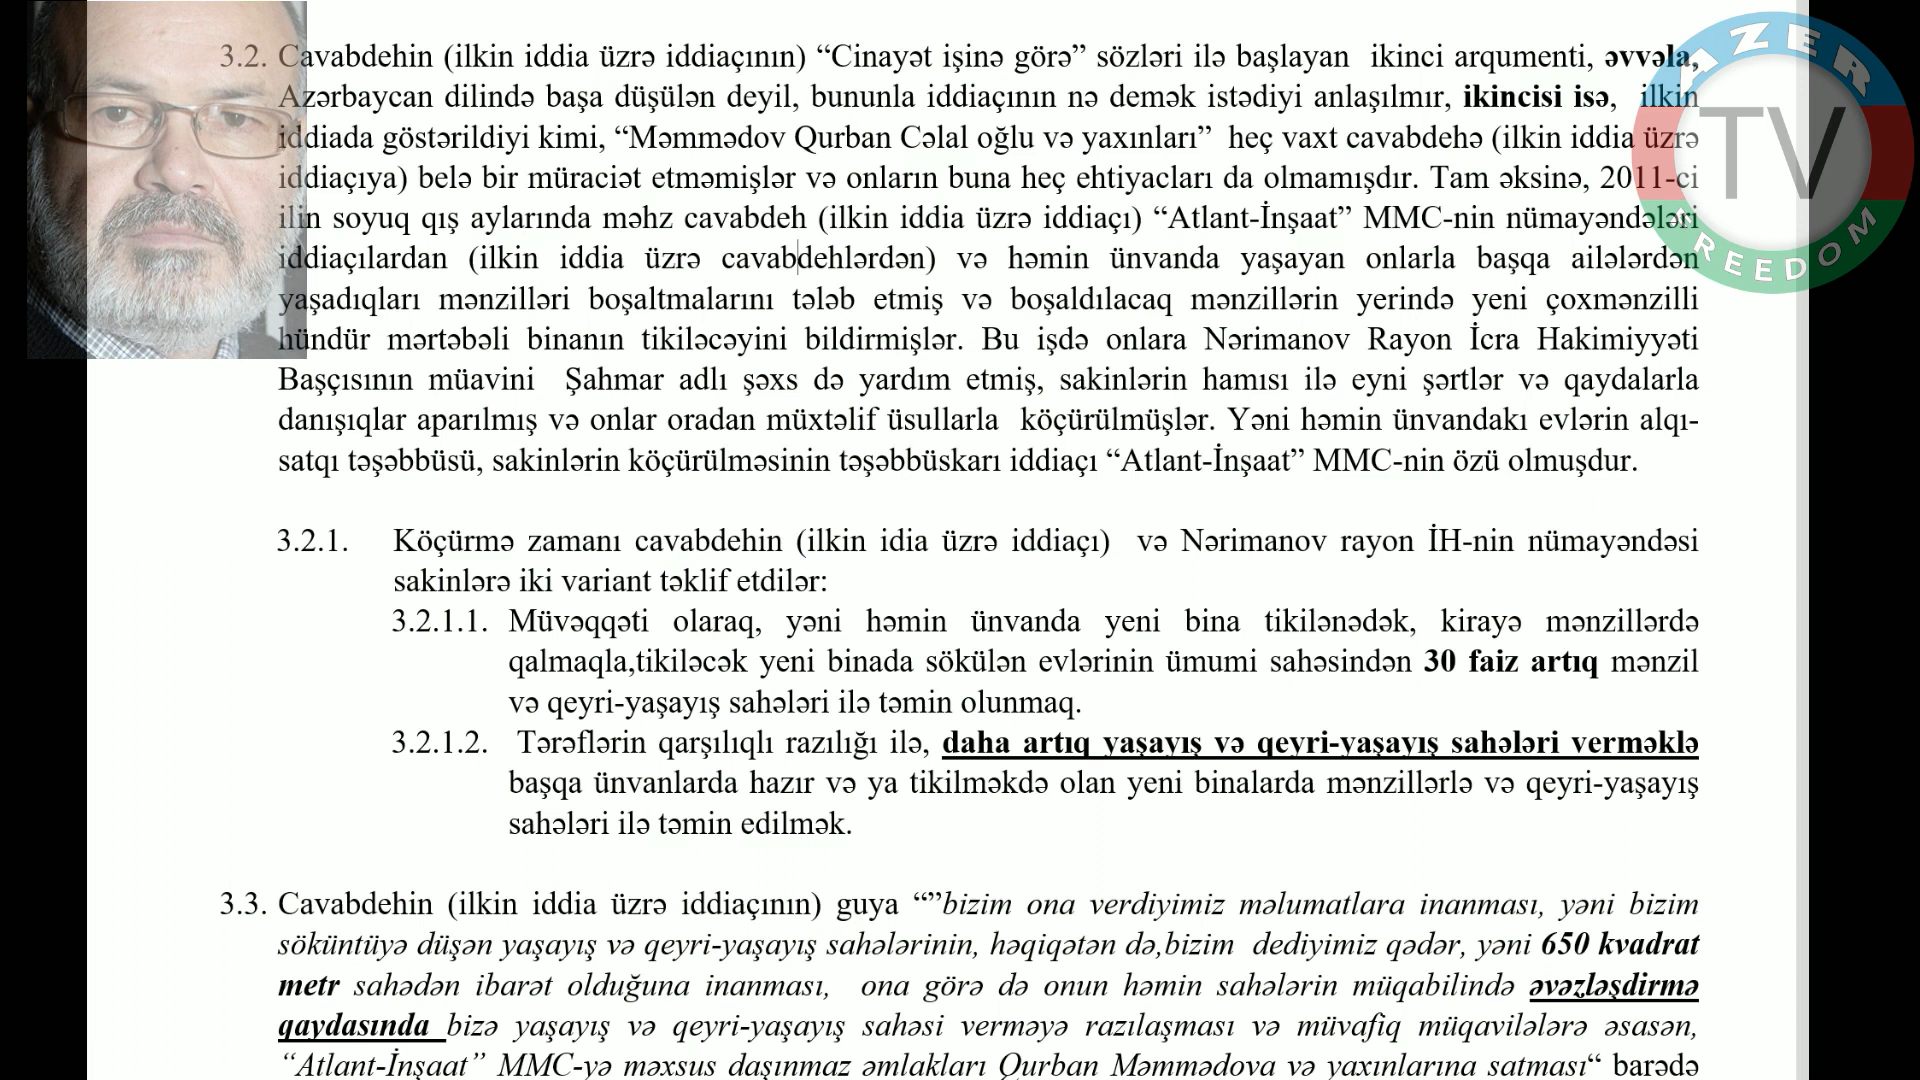 3.2. Cavabdehin (ilkin iddia üzrə iddiaçının) “Cinayət işinə görə” sözləri ilə başlayan ikinci arqumenti, əvvəla,
Azərbaycan dilində başa düşülən deyil, bununla iddiaçının nə demək istədiyi anlaşılmır, ikincisi isə, ilkin
iddiada göstərildiyi kimi, “Məmmədov Qurban Cəlal oğlu və yaxınları” heç vaxt cavabdehə (ilkin iddia üzrə
iddiaçıya) belə bir müraciət etməmişlər və onların buna heç ehtiyacları da olmamışdır. Tam əksinə, 2011-ci
ilin soyuq qış aylarında məhz cavabdeh (ilkin iddia üzrə iddiaçı) “Atlant-İnşaat” MMC-nin nümayəndələri
iddiaçılardan (ilkin iddia üzrə cavabdehlərdən) və həmin ünvanda yaşayan onlarla başqa ailələrdən
yaşadıqları mənzilləri boşaltmalarını tələb etmiş və boşaldılacaq mənzillərin yerində yeni çoxmənzilli
hündür mərtəbəli binanın tikiləcəyini bildirmişlər. Bu işdə onlara Nərimanov Rayon İcra Hakimiyyəti
Başçısının müavini Şahmar adlı şəxs də yardım etmiş, sakinlərin hamısı ilə eyni şərtlər və qaydalarla
danışıqlar aparılmış və onlar oradan müxtəlif üsullarla köçürülmüşlər. Yəni həmin ünvandakı evlərin alqı-
satqı təşəbbüsü, sakinlərin köçürülməsinin təşəbbüskarı iddiaçı “Atlant-İnşaat” MMC-nin özü olmuşdur.
3.2.1. Köçürmə zamanı cavabdehin (ilkin idia üzrə iddiaçı) və Nərimanov rayon İH-nin nümayəndəsi
sakinlərə iki variant təklif etdilər:
3.2.1.1. Müvəqqəti olaraq, yəni həmin ünvanda yeni bina tikilənədək, kirayə mənzillərdə
qalmaqla,tikiləcək yeni binada sökülən evlərinin ümumi sahəsindən 30 faiz artıq mənzil
və qeyri-yaşayış sahələri ilə təmin olunmaq.
3.2.1.2. Tərəflərin qarşılıqlı razılığı ilə, daha artıq yaşayış və qeyri-yaşayış sahələri verməklə
başqa ünvanlarda hazır və ya tikilməkdə olan yeni binalarda mənzillərlə və qeyri-yaşayış
sahələri ilə təmin edilmək.
3.3. Cavabdehin (ilkin iddia üzrə iddiaçının) guya “”bizim ona verdiyimiz məlumatlara inanması, yəni bizim
söküntüyə düşən yaşayış və qeyri-yaşayış sahələrinin, həqiqətən də,bizim dediyimiz qədər, yəni 650 kvadrat
metr sahədən ibarət olduğuna inanması, ona görə də onun həmin sahələrin müqabilində əvəzləşdirmə
qaydasında bizə yaşayış və qeyri-yaşayış sahəsi verməyə razılaşması və müvafiq müqavilələrə əsasən,
“Atlant-İnşaat” MMC-yə məxsus daşınmaz əmlakları Qurban Məmmədova və yaxınlarına satması“ barədə
AZER
TV
FREEDOM